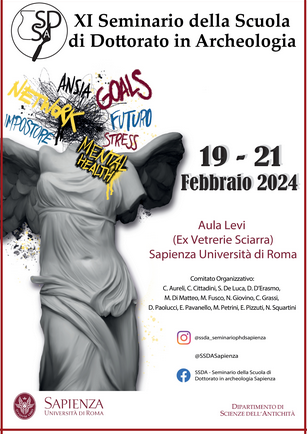 XI Seminario della Scuola
di Dottorato in Archeologia
ANSIA
GOALS
NETWORK
FUTURO
IMPOSTURE
STRESS
MENTAL
HEALTH
19 - 21
Febbraio 2024
Aula Levi
(Ex Vetrerie Sciarra)
Sapienza Università di Roma
Comitato Organizzativo:
C. Aureli, C. Cittadini, S. De Luca, D. D'Erasmo,
M. Di Matteo, M. Fusco, N. Giovino, C. Grassi,
D. Paolucci, E. Pavanello, M. Petrini, E. Pizzuti, N. Squartini
@ssda_seminariophdsapienza
@SSDASapienza
SSDA - Seminario della Scuola di
Dottorato in archeologia Sapienza
SAPIENZA
UNIVERSITÀ DI ROMA
DIPARTIMENTO DI
SCIENZE DELL'ANTICHITÀ